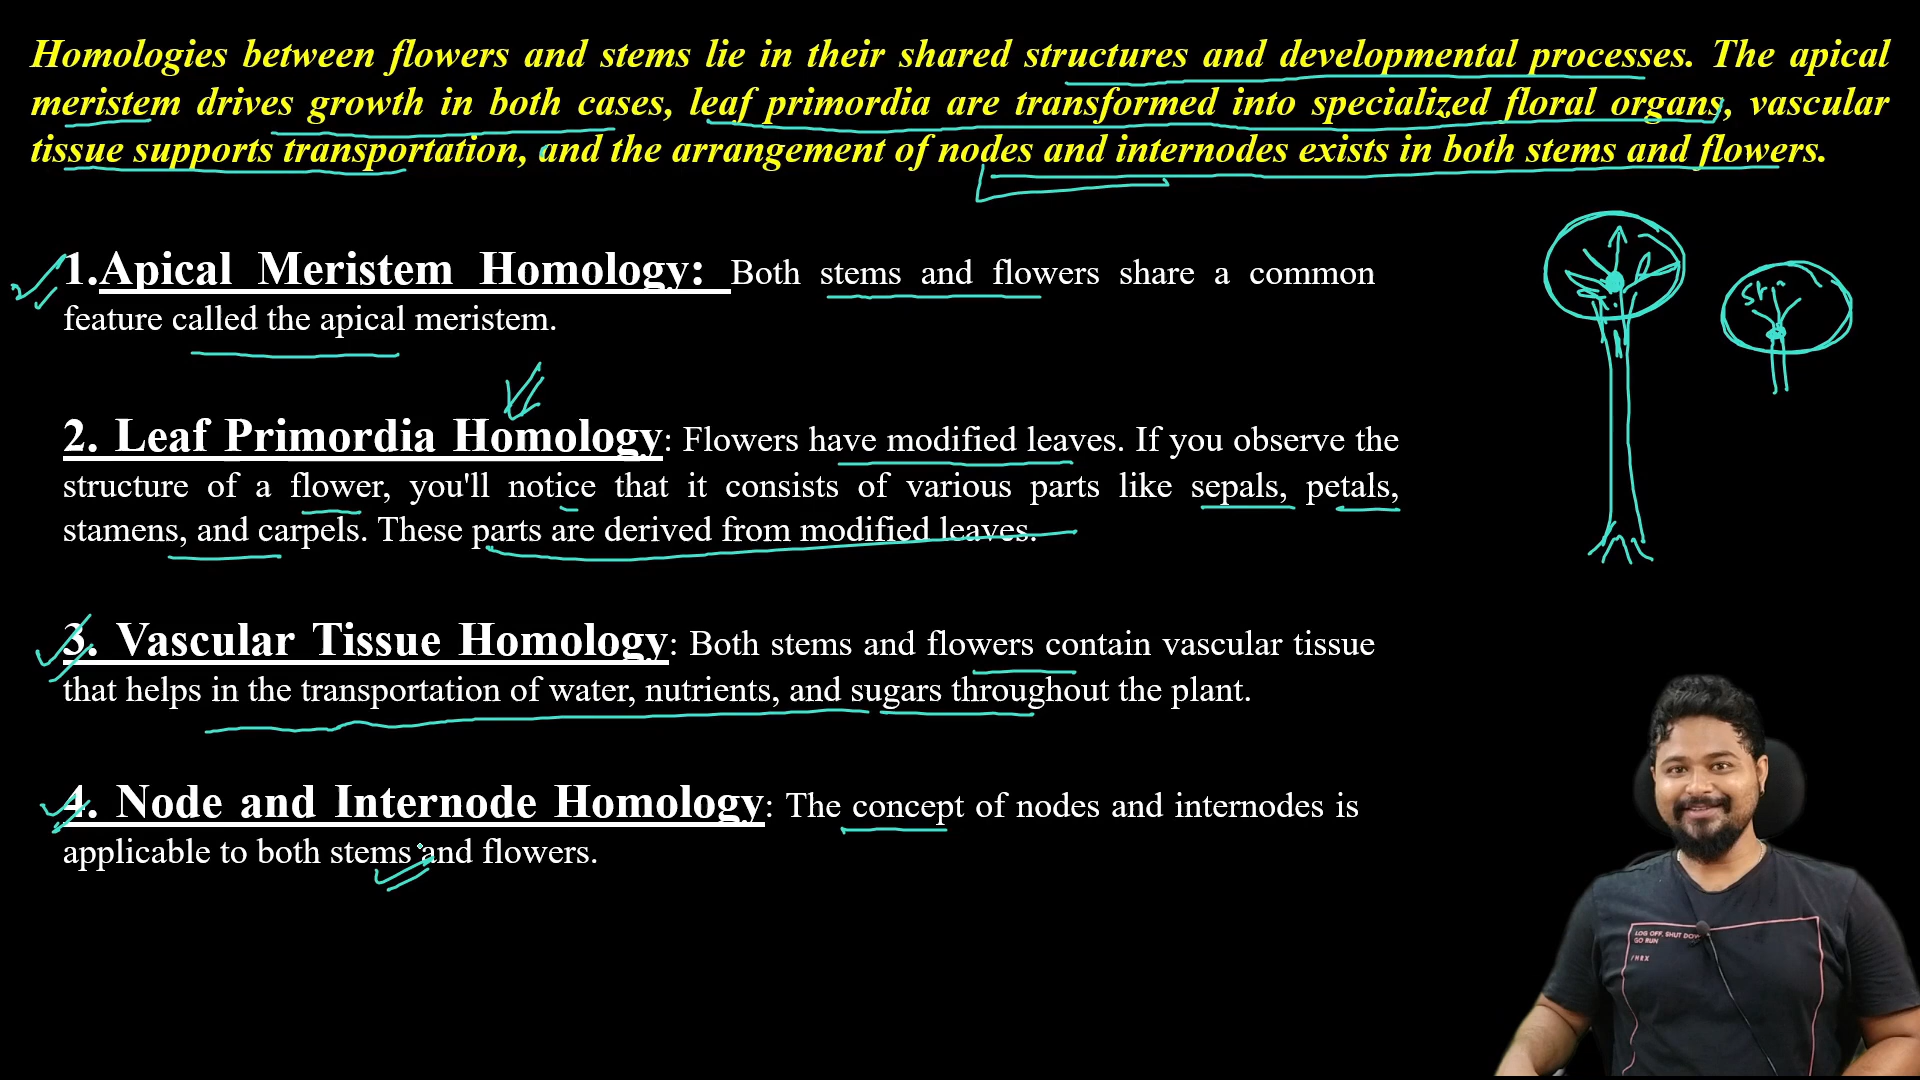 Homologies between flowers and stems lie in their shared structures and developmental processes. The apical
meristem drives growth in both cases, leaf primordia are transformed into specialized floral organs, vascular
tissue supports transportation, and the arrangement of nodes and internodes exists in both stems and flowers.
1.Apical Meristem Homology: Both stems and flowers share a common
feature called the apical meristem.
2. Leaf Primordia Homology: Flowers have modified leaves. If you observe the
structure of a flower, you'll notice that it consists of various parts like sepals, petals,
stamens, and carpels. These parts are derived from modified leaves.
3. Vascular Tissue Homology: Both stems and flowers contain vascular tissue
that helps in the transportation of water, nutrients, and sugars throughout the plant.
4. Node and Internode Homology: The concept of nodes and internodes is
applicable to both stems and flowers.
LOG OFF, SHUT DOWN
GO RUN
/HRX